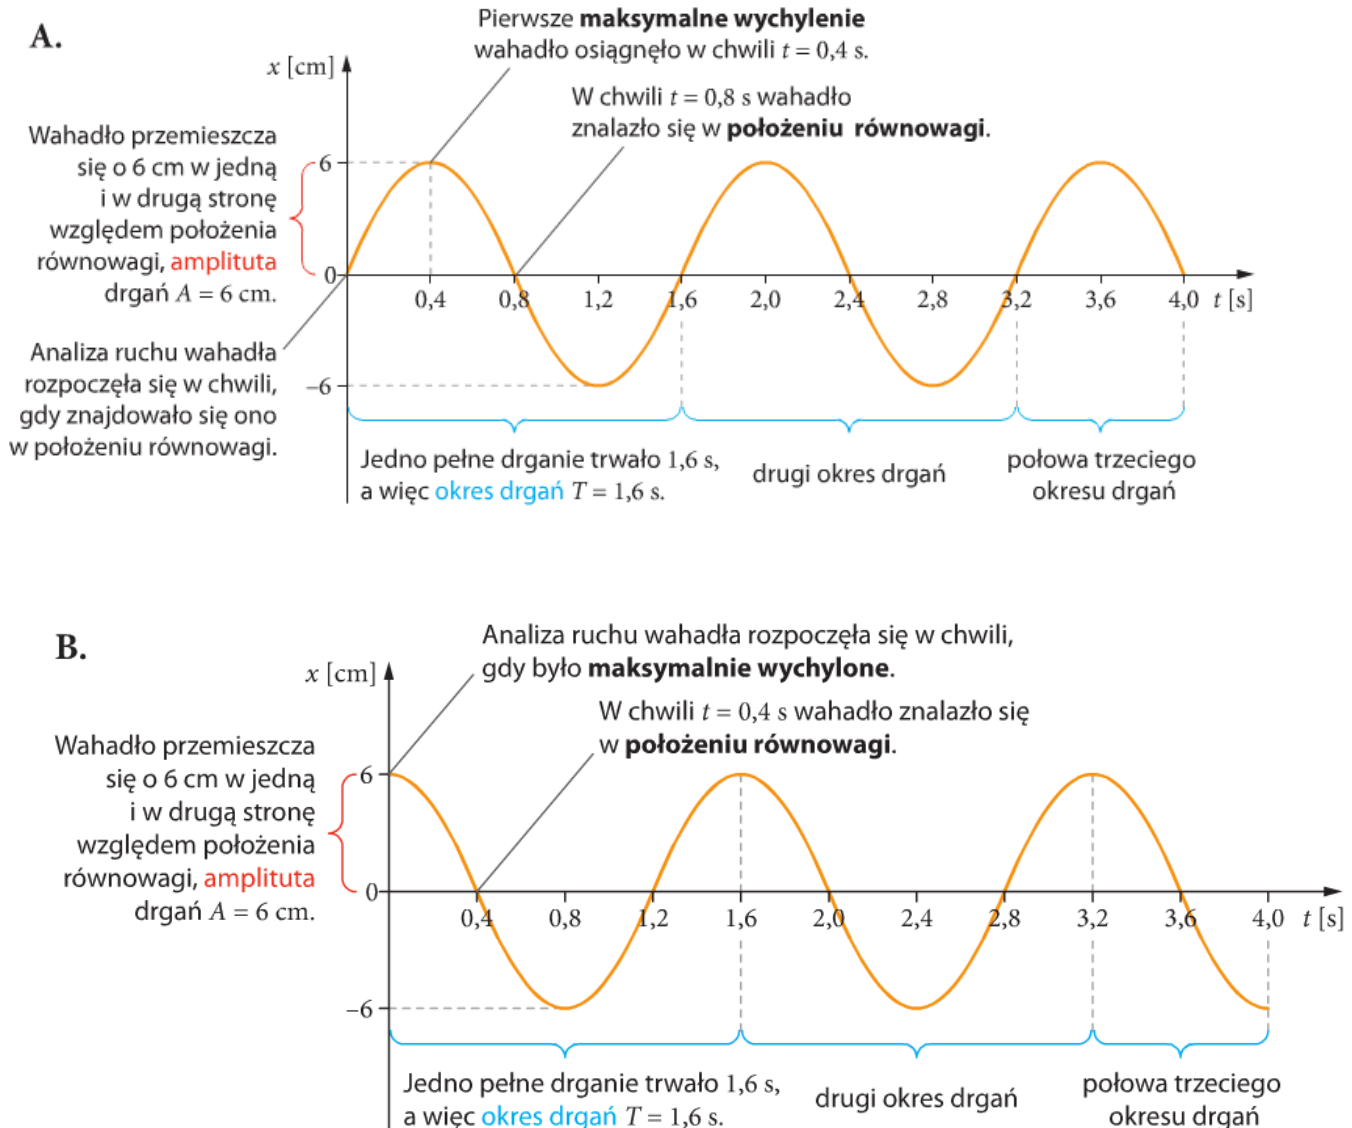 A.
Pierwsze maksymalne wychylenie
wahadło osiągnęło w chwili t = 0,4 s.
x [cm]
W chwili t = 0,8 s wahadło
znalazło się w położeniu równowagi.
Wahadło przemieszcza
się o 6 cm w jedną
i w drugą stronę
względem położenia
równowagi, amplituta
drgań A = 6 cm.
6
0
–6
0,4 0,8 1,2 1,6 2,0 2,4 2,8 3,2 3,6 4,0 t [s]
Analiza ruchu wahadła
rozpoczęła się w chwili,
gdy znajdowało się ono
w położeniu równowagi.
Jedno pełne drganie trwało 1,6 s,
a więc okres drgań T = 1,6 s.
drugi okres drgań
połowa trzeciego
okresu drgań
B.
Analiza ruchu wahadła rozpoczęła się w chwili,
gdy było maksymalnie wychylone.
x [cm]
W chwili t = 0,4 s wahadło znalazło się
w położeniu równowagi.
Wahadło przemieszcza
się o 6 cm w jedną
i w drugą stronę
względem położenia
równowagi, amplituta
drgań A = 6 cm.
6
0
–6
0,4 0,8 1,2 1,6 2,0 2,4 2,8 3,2 3,6 4,0 t [s]
Jedno pełne drganie trwało 1,6 s,
a więc okres drgań T = 1,6 s.
drugi okres drgań
połowa trzeciego
okresu drgań